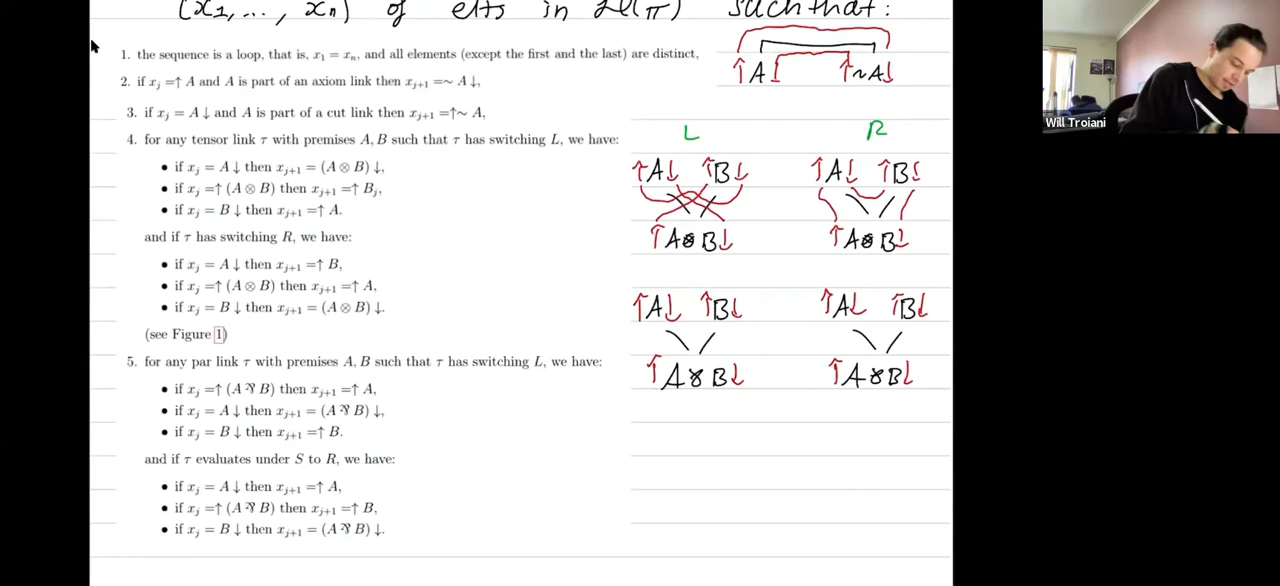 (x1, ..., xn) of elts in such that:
1. the sequence is a loop, that is, x₁ = xₙ, and all elements (except the first and the last) are distinct,
2. if xⱼ =↑ A and A is part of an axiom link then xⱼ₊₁ =∼ A ↓,
3. if xⱼ = A ↓ and A is part of a cut link then xⱼ₊₁ =↑∼ A,
4. for any tensor link τ with premises A, B such that τ has switching L, we have:
• if xⱼ = A ↓ then xⱼ₊₁ = (A ⊗ B) ↓,
• if xⱼ =↑ (A ⊗ B) then xⱼ₊₁ =↑ Bⱼ,
• if xⱼ = B ↓ then xⱼ₊₁ =↑ A.
and if τ has switching R, we have:
• if xⱼ = A ↓ then xⱼ₊₁ =↑ B,
• if xⱼ =↑ (A ⊗ B) then xⱼ₊₁ =↑ A,
• if xⱼ = B ↓ then xⱼ₊₁ = (A ⊗ B) ↓.
(see Figure 1)
5. for any par link τ with premises A, B such that τ has switching L, we have:
• if xⱼ =↑ (A ⅋ B) then xⱼ₊₁ =↑ A,
• if xⱼ = A ↓ then xⱼ₊₁ = (A ⅋ B) ↓,
• if xⱼ = B ↓ then xⱼ₊₁ =↑ B.
and if τ evaluates under S to R, we have:
• if xⱼ = A ↓ then xⱼ₊₁ =↑ A,
• if xⱼ =↑ (A ⅋ B) then xⱼ₊₁ =↑ B,
• if xⱼ = B ↓ then xⱼ₊₁ = (A ⅋ B) ↓.
↑A↓ ↑~A↓
L R
↑A↓ ↑B↓ ↑A↓ ↑B↓
↑A⊗B↓ ↑A⊗B↓
↑A↓ ↑B↓ ↑A↓ ↑B↓
↑A⅋B↓ ↑A⅋B↓
Will Troiani